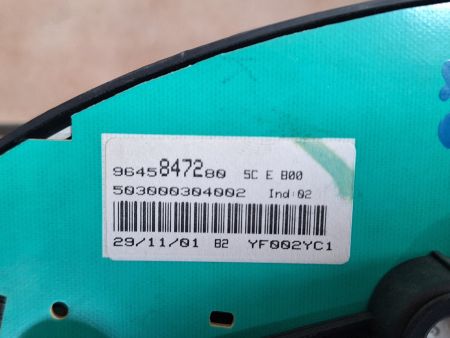 9645847280 SC E B00
503000304002 Ind:02
29/11/01 B2 YF002YC1